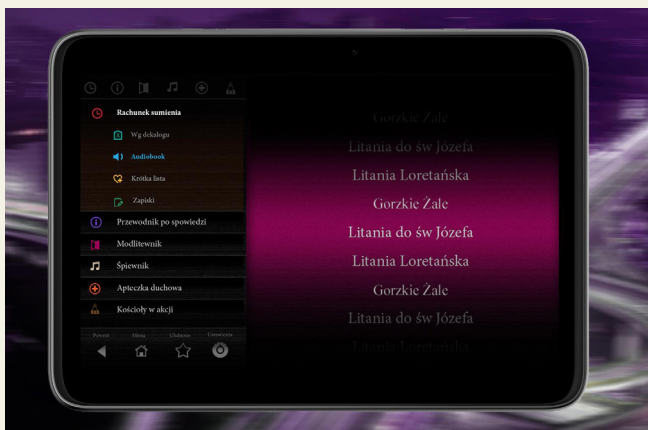 Rachunek sumienia
Wg dekalogu
Audiobook
Krótka lista
Zapiski
Przewodnik po spowiedzi
Modlitewnik
Śpiewnik
Apteczka duchowa
Kościoły w akcji
Powrót Menu Ulubione Ustawienia
Gorzkie Żale
Litania do św Józefa
Litania Loretańska
Gorzkie Żale
Litania do św Józefa
Litania Loretańska
Gorzkie Żale
Litania do św Józefa
Litania Loretańska